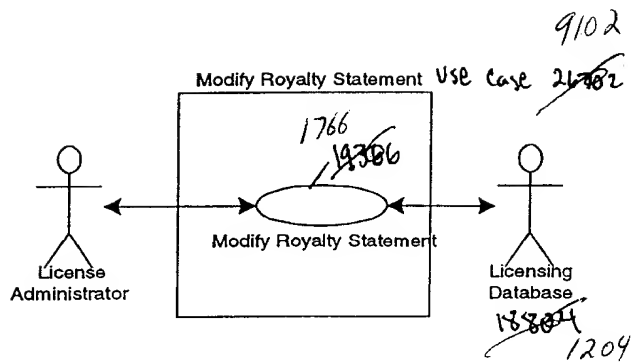 9102
Modify Royalty Statement use case
1766
Modify Royalty Statement
License
Administrator
Licensing
Database
1204